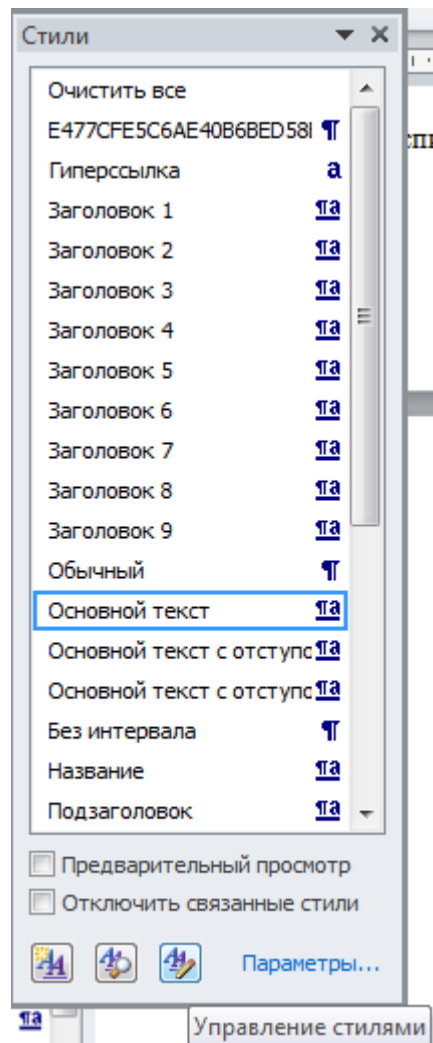 Стили
Очистить все
E477CFE5C6AE40B6BED58I ¶
Гиперссылка a
Заголовок 1 ¶a
Заголовок 2 ¶a
Заголовок 3 ¶a
Заголовок 4 ¶a
Заголовок 5 ¶a
Заголовок 6 ¶a
Заголовок 7 ¶a
Заголовок 8 ¶a
Заголовок 9 ¶a
Обычный ¶
Основной текст ¶a
Основной текст с отступо ¶a
Основной текст с отступо ¶a
Без интервала ¶
Название ¶a
Подзаголовок ¶a
Предварительный просмотр
Отключить связанные стили
Параметры...
¶a
Управление стилями